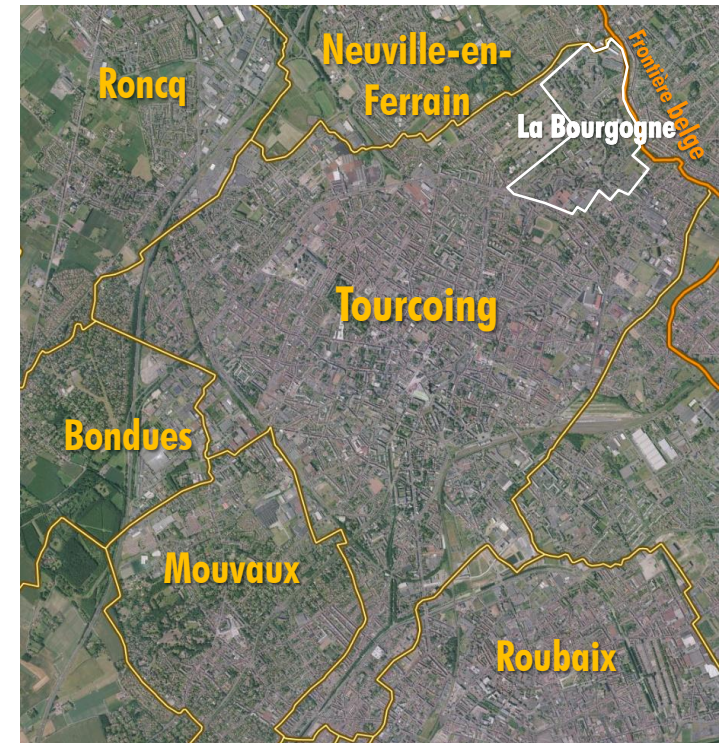 Neuville-en-
Ferrain
Roncq
Frontière belge
La Bourgogne
Tourcoing
Bondues
Mouvaux
Roubaix